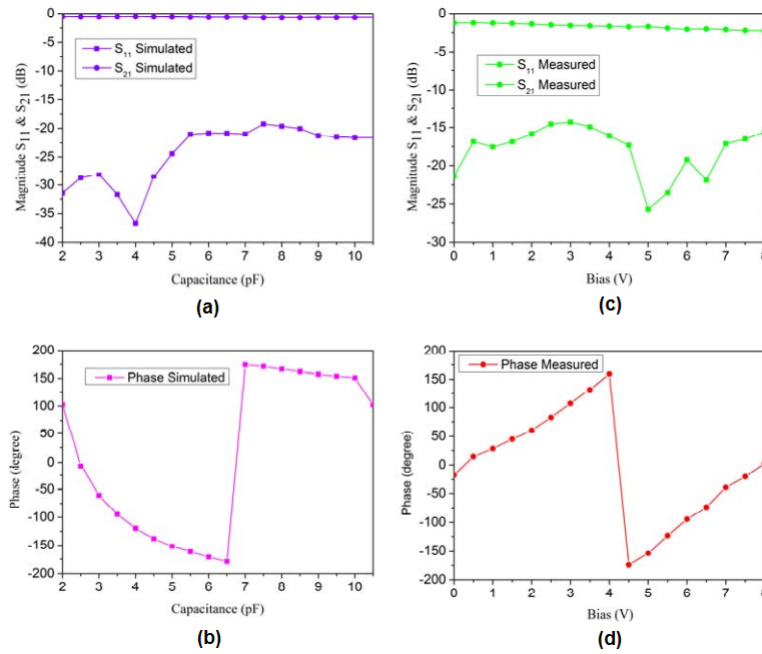 0
-5
-10
-15
-20
-25
-30
-35
-40
Magnitude S11 & S21 (dB)
S11 Simulated
S21 Simulated
2 3 4 5 6 7 8 9 10
Capacitance (pF)
(a)
0
-5
-10
-15
-20
-25
-30
Magnitude S11 & S21 (dB)
S11 Measured
S21 Measured
0 1 2 3 4 5 6 7 8
Bias (V)
(c)
200
150
100
50
0
-50
-100
-150
-200
Phase (degree)
Phase Simulated
2 3 4 5 6 7 8 9 10
Capacitance (pF)
(b)
200
150
100
50
0
-50
-100
-150
-200
Phase (degree)
Phase Measured
0 1 2 3 4 5 6 7 8
Bias (V)
(d)